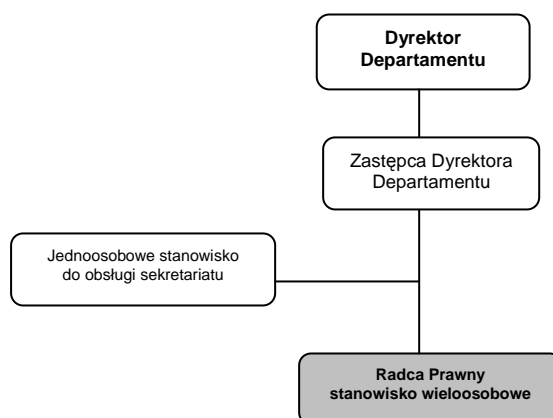 Dyrektor
Departamentu
Zastępca Dyrektora
Departamentu
Jednoosobowe stanowisko
do obsługi sekretariatu
Radca Prawny
stanowisko wieloosobowe